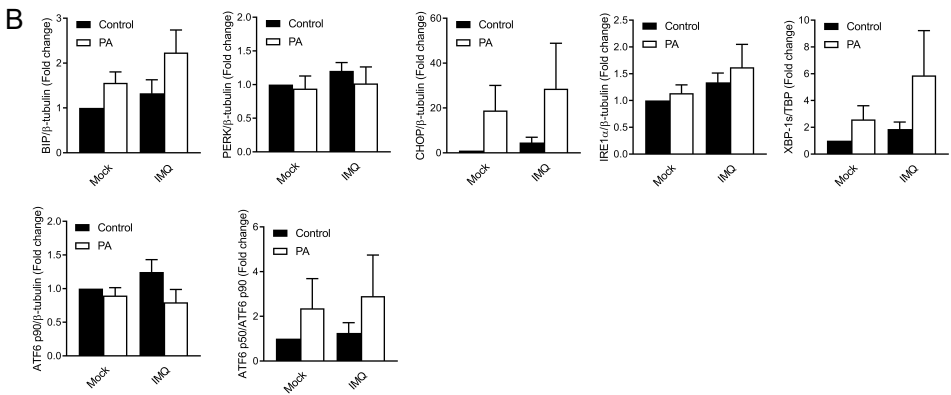 B
BIP/β-tubulin (Fold change)
3
2
1
0
Control
PA
Mock
IMQ
PERK/β-tubulin (Fold change)
2.0
1.5
1.0
0.5
0.0
Control
PA
Mock
IMQ
CHOP/β-tubulin (Fold change)
60
40
20
0
Control
PA
Mock
IMQ
IRE1α/β-tubulin (Fold change)
2.5
2.0
1.5
1.0
0.5
0.0
Control
PA
Mock
IMQ
XBP-1s/TBP (Fold change)
10
8
6
4
2
0
Control
PA
Mock
IMQ
ATF6 p90/β-tubulin (Fold change)
2.0
1.5
1.0
0.5
0.0
Control
PA
Mock
IMQ
ATF6 p50/ATF6 p90 (Fold change)
6
4
2
0
Control
PA
Mock
IMQ